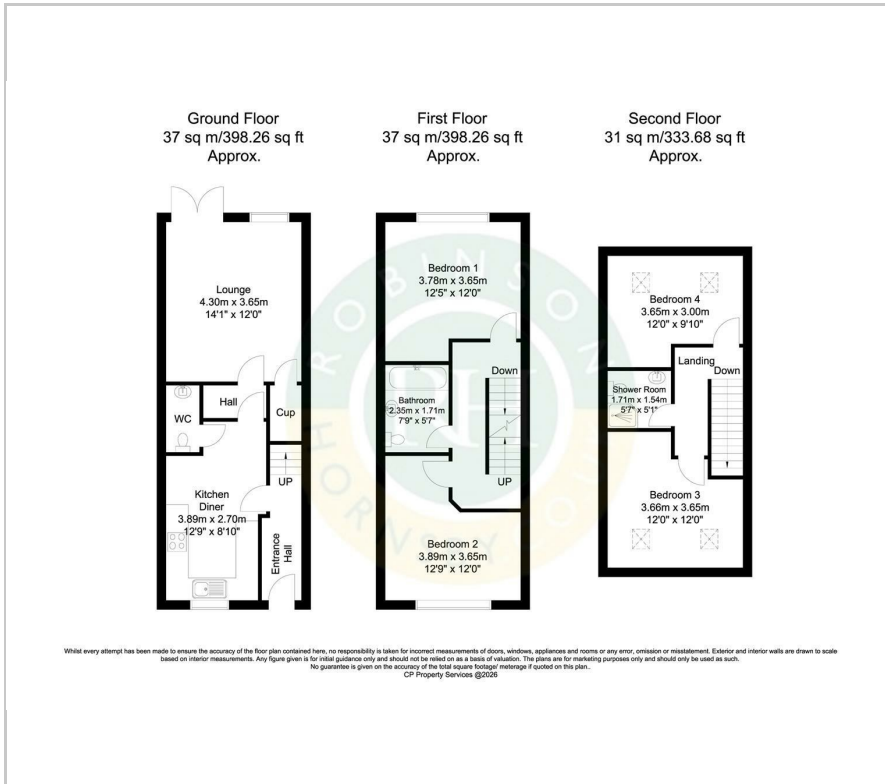 Ground Floor
37 sq m/398.26 sq ft
Approx.
First Floor
37 sq m/398.26 sq ft
Approx.
Second Floor
31 sq m/333.68 sq ft
Approx.
Lounge
4.30m x 3.65m
14'1" x 12'0"
WC
Hall
Cup
UP
Kitchen
Diner
3.89m x 2.70m
12'9" x 8'10"
Entrance
Hall
Bedroom 1
3.78m x 3.65m
12'5" x 12'0"
Down
Bathroom
2.35m x 1.71m
7'9" x 5'7"
UP
Bedroom 2
3.89m x 3.65m
12'9" x 12'0"
Bedroom 4
3.65m x 3.00m
12'0" x 9'10"
Landing
Down
Shower Room
1.71m x 1.54m
5'7" x 5'1"
Bedroom 3
3.66m x 3.65m
12'0" x 12'0"
ROBINSON
HORNSBY
Whilst every attempt has been made to ensure the accuracy of the floor plan contained here, no responsibility is taken for incorrect measurements of doors, windows, appliances and rooms or any error, omission or misstatement. Exterior and interior walls are drawn to scale
based on interior measurements. Any figure given is for initial guidance only and should not be relied on as a basis of valuation. The plans are for marketing purposes only and should only be used as such.
No guarantee is given on the accuracy of the total square footage/ meterage if quoted on this plan..
CP Property Services @2026